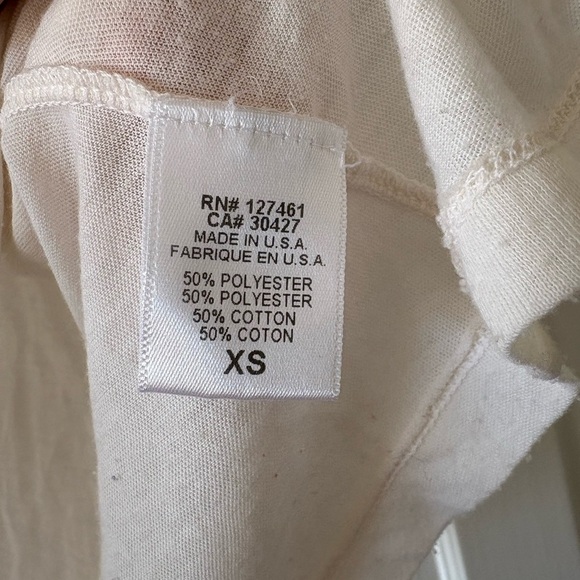 RN# 127461
CA# 30427
MADE IN U.S.A.
FABRIQUE EN U.S.A.
50% POLYESTER
50% POLYESTER
50% COTTON
50% COTON
XS